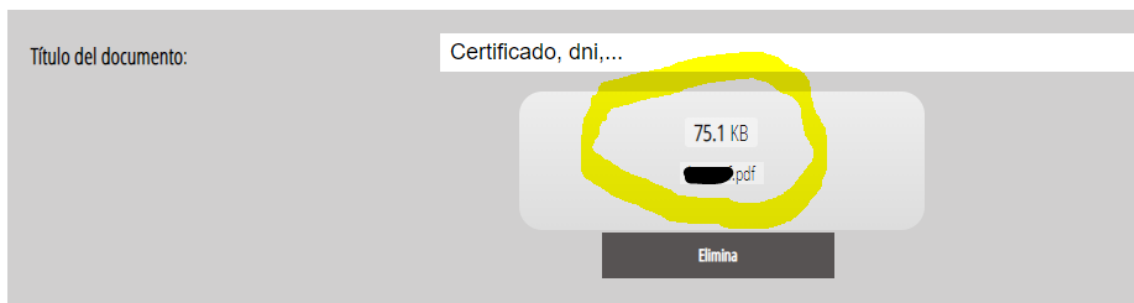 Título del documento:
Certificado, dni,...
75.1 KB
.pdf
Elimina